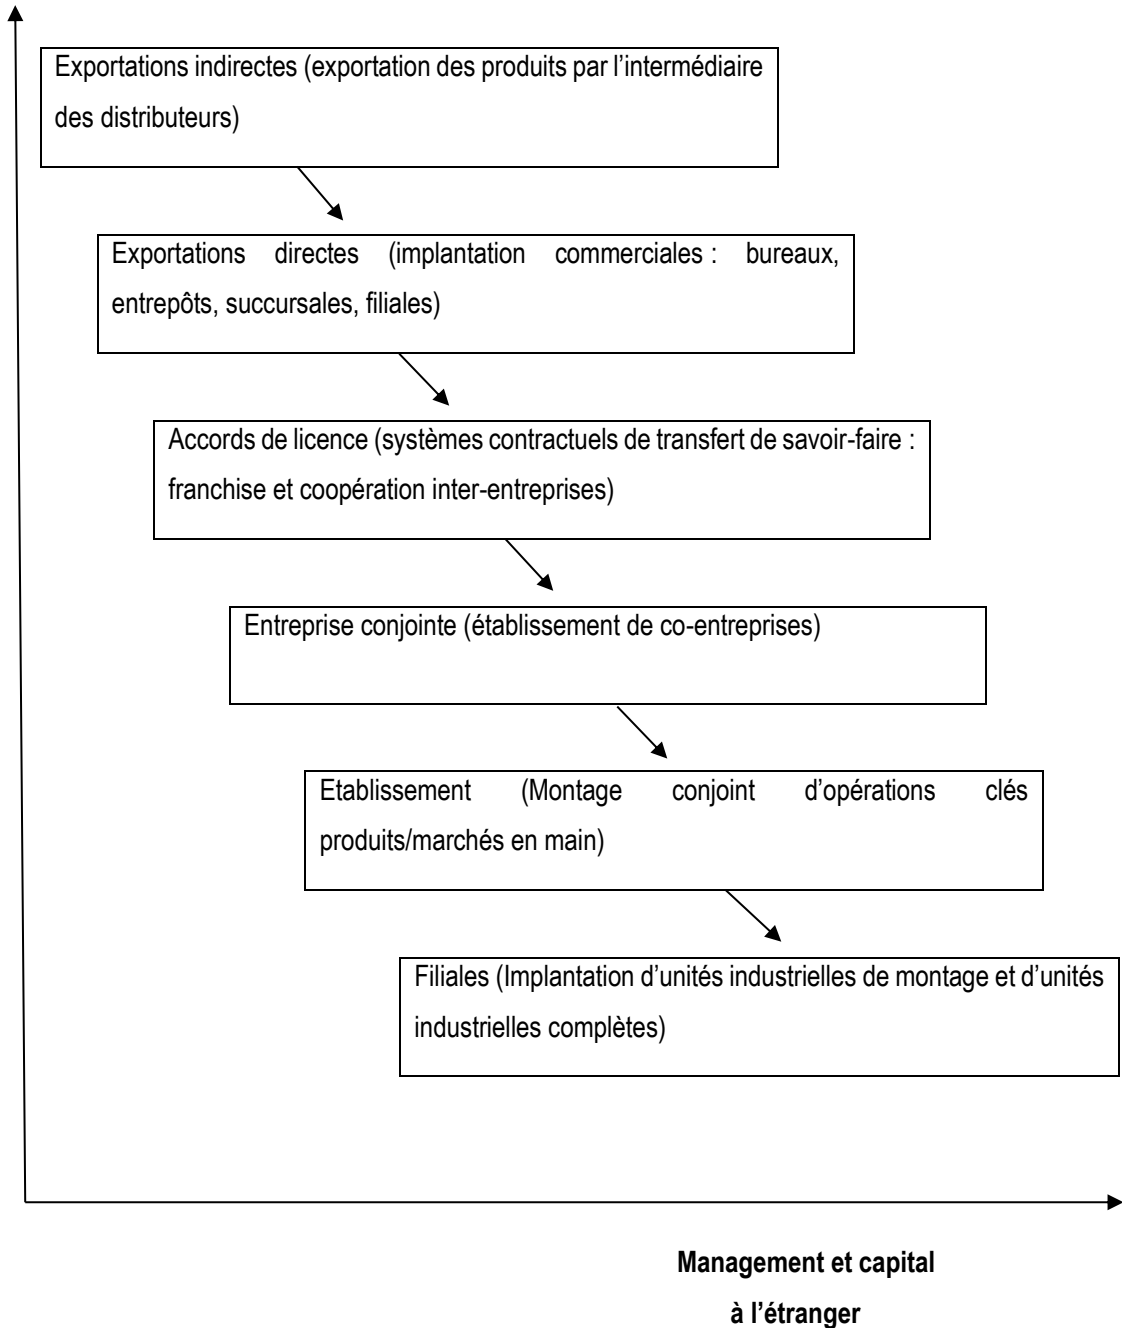 Exportations indirectes (exportation des produits par l’intermédiaire
des distributeurs)
Exportations directes (implantation commerciales : bureaux,
entrepôts, succursales, filiales)
Accords de licence (systèmes contractuels de transfert de savoir-faire :
franchise et coopération inter-entreprises)
Entreprise conjointe (établissement de co-entreprises)
Etablissement (Montage conjoint d’opérations clés
produits/marchés en main)
Filiales (Implantation d’unités industrielles de montage et d’unités
industrielles complètes)
Management et capital
à l’étranger